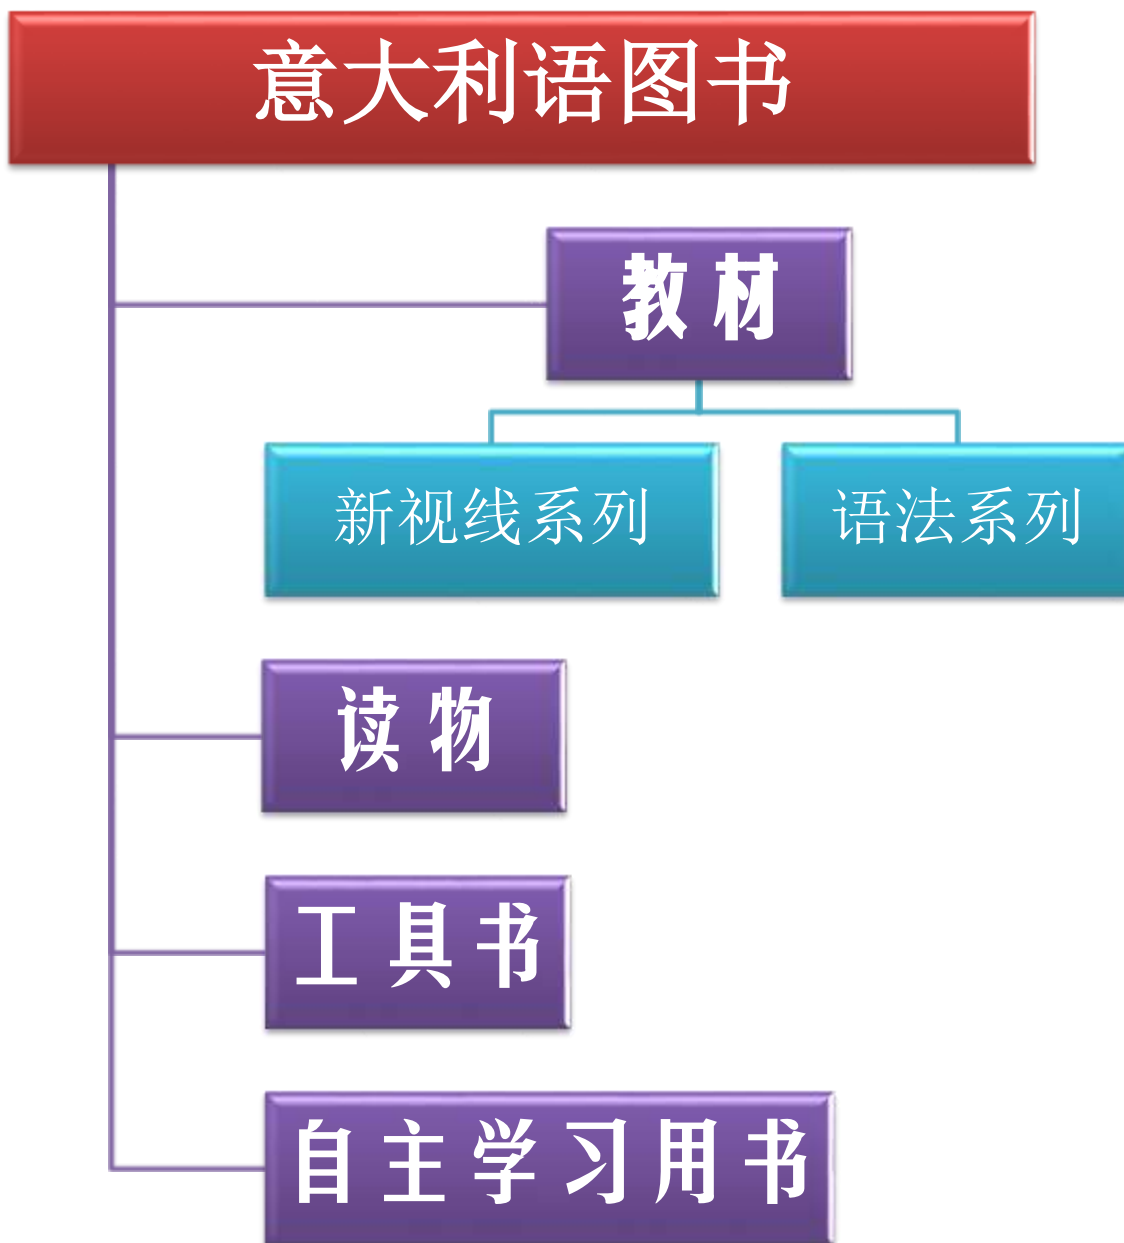 意大利语图书
教材
新视线系列
语法系列
读物
工具书
自主学习用书